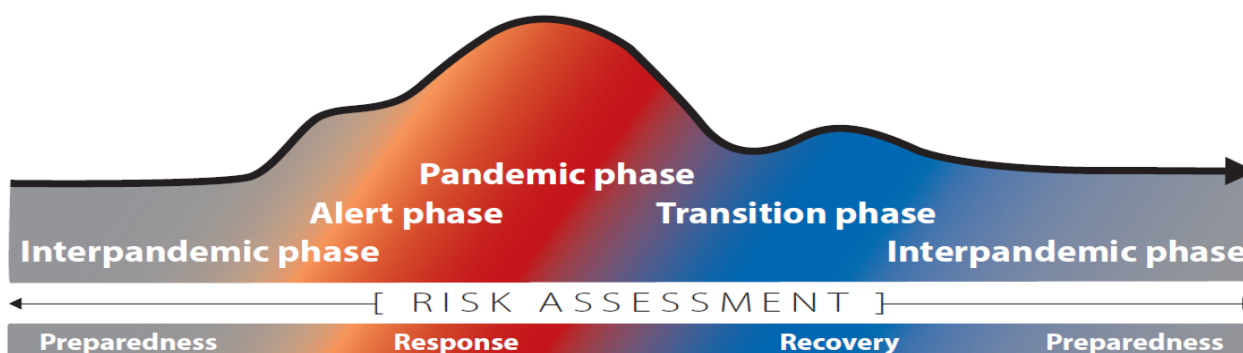 Pandemic phase
Alert phase
Transition phase
Interpandemic phase
Interpandemic phase
[ RISK ASSESSMENT ]
Preparedness
Response
Recovery
Preparedness